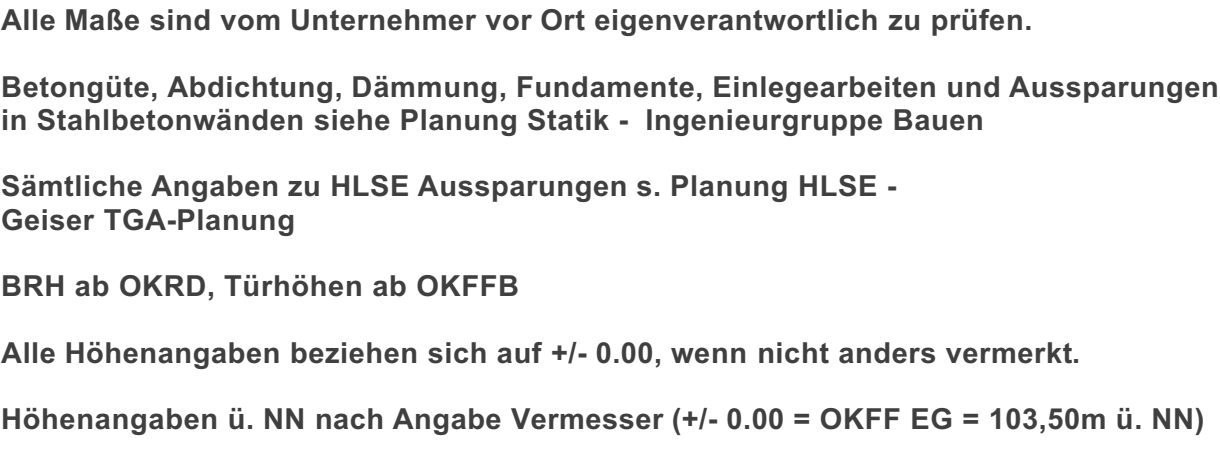 Alle Maße sind vom Unternehmer vor Ort eigenverantwortlich zu prüfen.
Betongüte, Abdichtung, Dämmung, Fundamente, Einlegearbeiten und Aussparungen
in Stahlbetonwänden siehe Planung Statik - Ingenieurgruppe Bauen
Sämtliche Angaben zu HLSE Aussparungen s. Planung HLSE -
Geiser TGA-Planung
BRH ab OKRD, Türhöhen ab OKFFB
Alle Höhenangaben beziehen sich auf +/- 0.00, wenn nicht anders vermerkt.
Höhenangaben ü. NN nach Angabe Vermesser (+/- 0.00 = OKFF EG = 103,50m ü. NN)